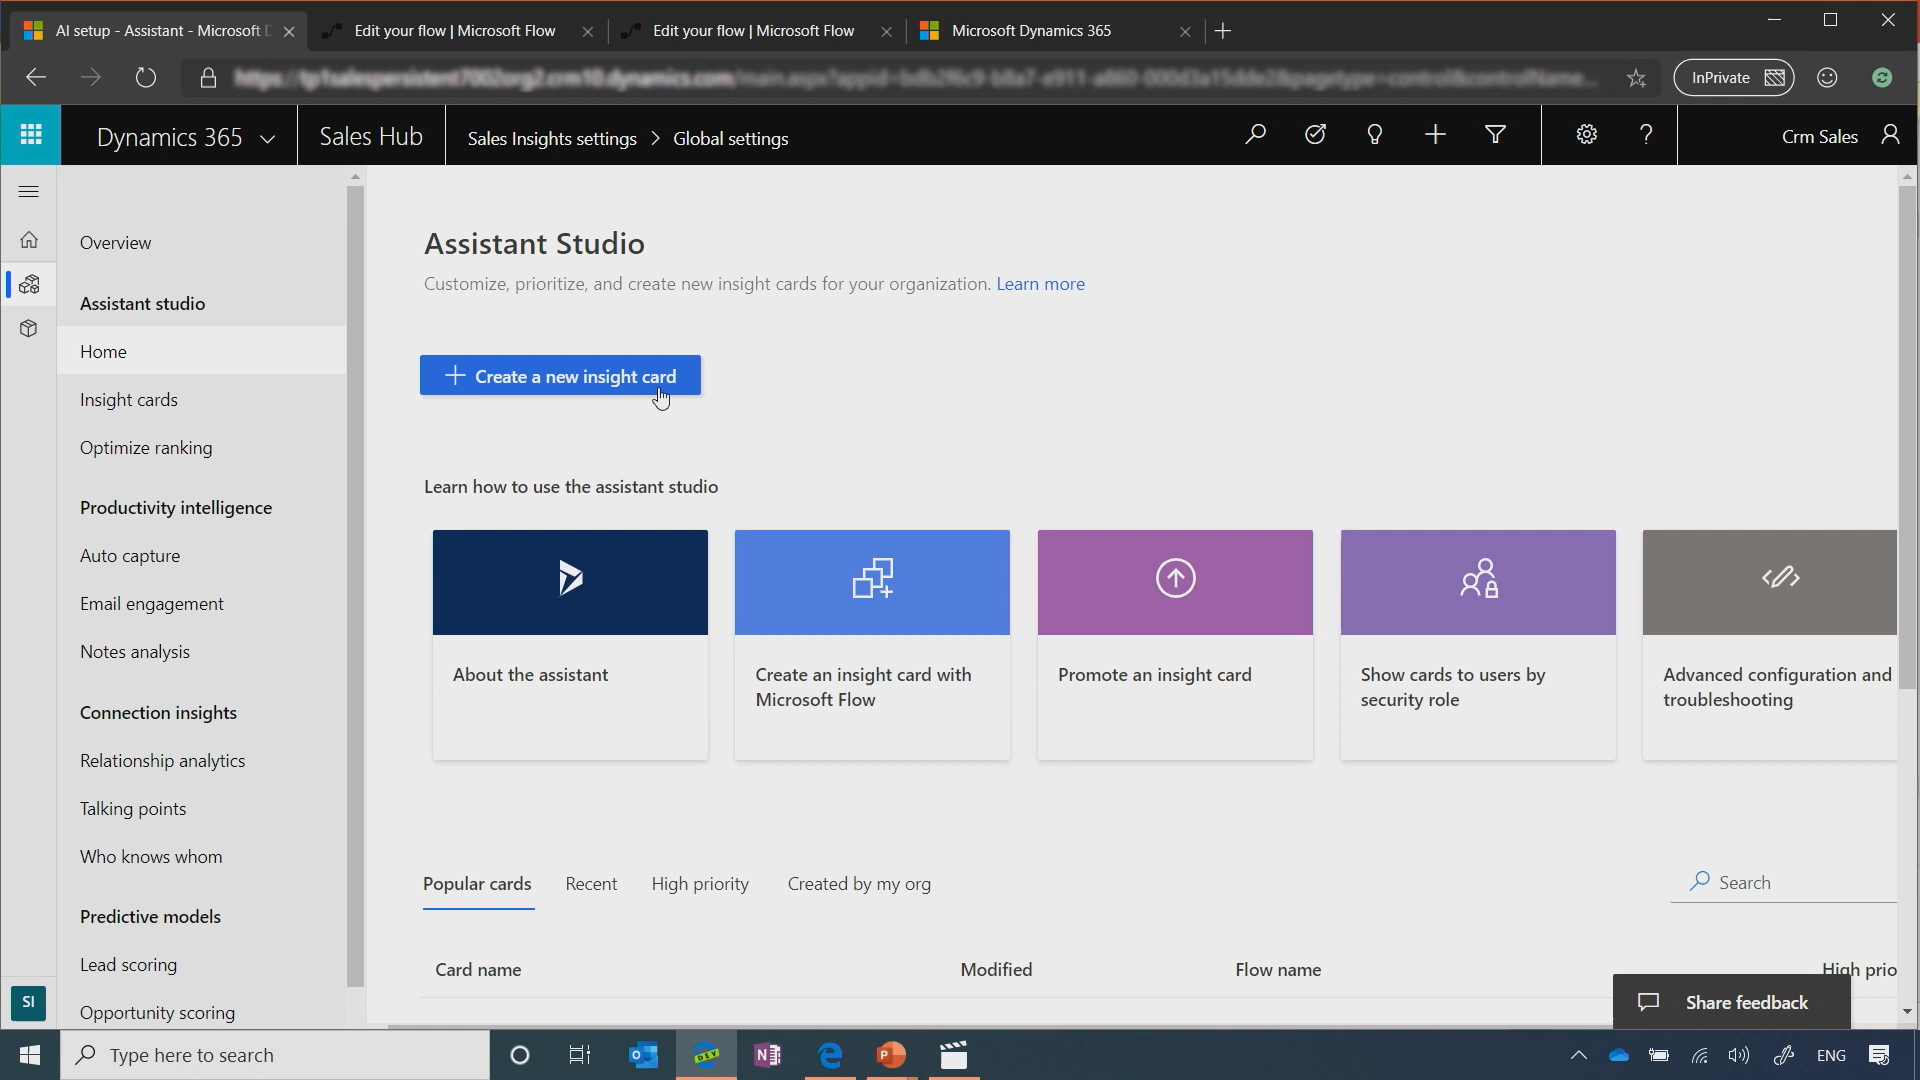 AI setup - Assistant - Microsoft D
Edit your flow | Microsoft Flow
Edit your flow | Microsoft Flow
Microsoft Dynamics 365
InPrivate
Dynamics 365
Sales Hub
Sales Insights settings > Global settings
Crm Sales
Overview
Assistant studio
Home
Insight cards
Optimize ranking
Productivity intelligence
Auto capture
Email engagement
Notes analysis
Connection insights
Relationship analytics
Talking points
Who knows whom
Predictive models
Lead scoring
Opportunity scoring
SI
Assistant Studio
Customize, prioritize, and create new insight cards for your organization. Learn more
Create a new insight card
Learn how to use the assistant studio
About the assistant
Create an insight card with
Microsoft Flow
Promote an insight card
Show cards to users by
security role
Advanced configuration and
troubleshooting
Popular cards
Recent
High priority
Created by my org
Search
Card name
Modified
Flow name
High prio
Share feedback
Type here to search
DEV
ENG